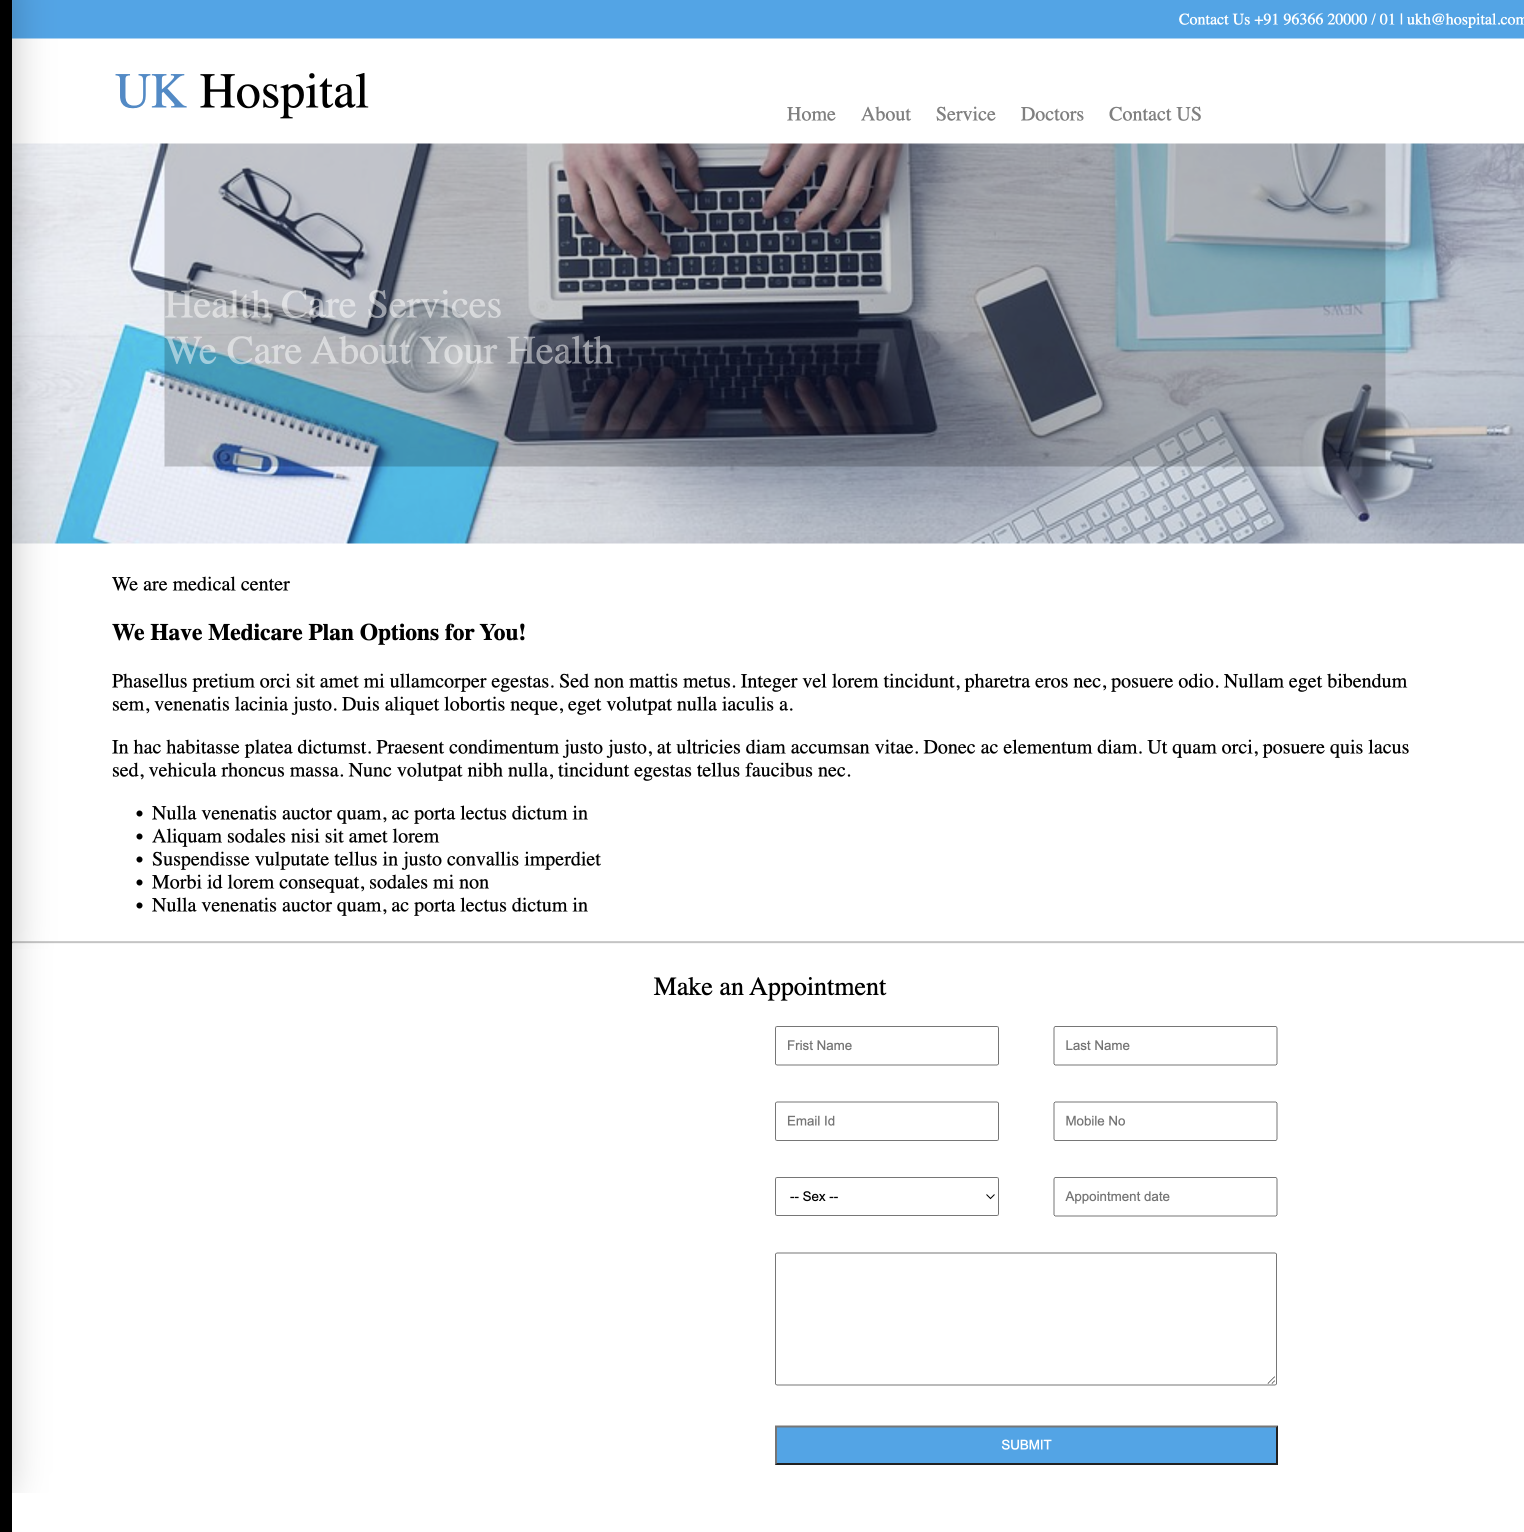 Contact Us +91 96366 20000 / 01 | ukh@hospital.com
UK Hospital
Home About Service Doctors Contact US
NEWS
Health Care Services
We Care About Your Health
We are medical center
We Have Medicare Plan Options for You!
Phasellus pretium orci sit amet mi ullamcorper egestas. Sed non mattis metus. Integer vel lorem tincidunt, pharetra eros nec, posuere odio. Nullam eget bibendum
sem, venenatis lacinia justo. Duis aliquet lobortis neque, eget volutpat nulla iaculis a.
In hac habitasse platea dictumst. Praesent condimentum justo justo, at ultricies diam accumsan vitae. Donec ac elementum diam. Ut quam orci, posuere quis lacus
sed, vehicula rhoncus massa. Nunc volutpat nibh nulla, tincidunt egestas tellus faucibus nec.
• Nulla venenatis auctor quam, ac porta lectus dictum in
• Aliquam sodales nisi sit amet lorem
• Suspendisse vulputate tellus in justo convallis imperdiet
• Morbi id lorem consequat, sodales mi non
• Nulla venenatis auctor quam, ac porta lectus dictum in
Make an Appointment
Frist Name Last Name
Email Id Mobile No
-- Sex -- Appointment date
SUBMIT